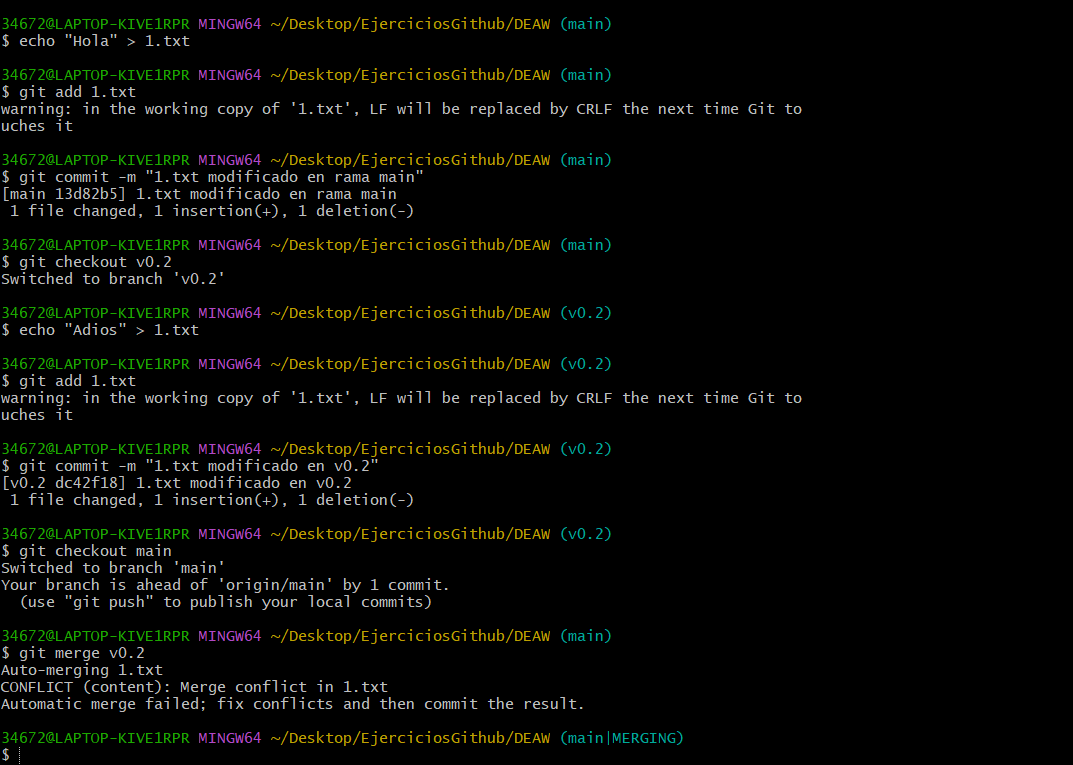 34672@LAPTOP-KIVE1RPR MINGW64 ~/Desktop/EjerciciosGithub/DEAW (main)
$ echo "Hola" > 1.txt
34672@LAPTOP-KIVE1RPR MINGW64 ~/Desktop/EjerciciosGithub/DEAW (main)
$ git add 1.txt
warning: in the working copy of '1.txt', LF will be replaced by CRLF the next time Git to
uches it
34672@LAPTOP-KIVE1RPR MINGW64 ~/Desktop/EjerciciosGithub/DEAW (main)
$ git commit -m "1.txt modificado en rama main"
[main 13d82b5] 1.txt modificado en rama main
 1 file changed, 1 insertion(+), 1 deletion(-)
34672@LAPTOP-KIVE1RPR MINGW64 ~/Desktop/EjerciciosGithub/DEAW (main)
$ git checkout v0.2
Switched to branch 'v0.2'
34672@LAPTOP-KIVE1RPR MINGW64 ~/Desktop/EjerciciosGithub/DEAW (v0.2)
$ echo "Adios" > 1.txt
34672@LAPTOP-KIVE1RPR MINGW64 ~/Desktop/EjerciciosGithub/DEAW (v0.2)
$ git add 1.txt
warning: in the working copy of '1.txt', LF will be replaced by CRLF the next time Git to
uches it
34672@LAPTOP-KIVE1RPR MINGW64 ~/Desktop/EjerciciosGithub/DEAW (v0.2)
$ git commit -m "1.txt modificado en v0.2"
[v0.2 dc42f18] 1.txt modificado en v0.2
 1 file changed, 1 insertion(+), 1 deletion(-)
34672@LAPTOP-KIVE1RPR MINGW64 ~/Desktop/EjerciciosGithub/DEAW (v0.2)
$ git checkout main
Switched to branch 'main'
Your branch is ahead of 'origin/main' by 1 commit.
  (use "git push" to publish your local commits)
34672@LAPTOP-KIVE1RPR MINGW64 ~/Desktop/EjerciciosGithub/DEAW (main)
$ git merge v0.2
Auto-merging 1.txt
CONFLICT (content): Merge conflict in 1.txt
Automatic merge failed; fix conflicts and then commit the result.
34672@LAPTOP-KIVE1RPR MINGW64 ~/Desktop/EjerciciosGithub/DEAW (main|MERGING)
$